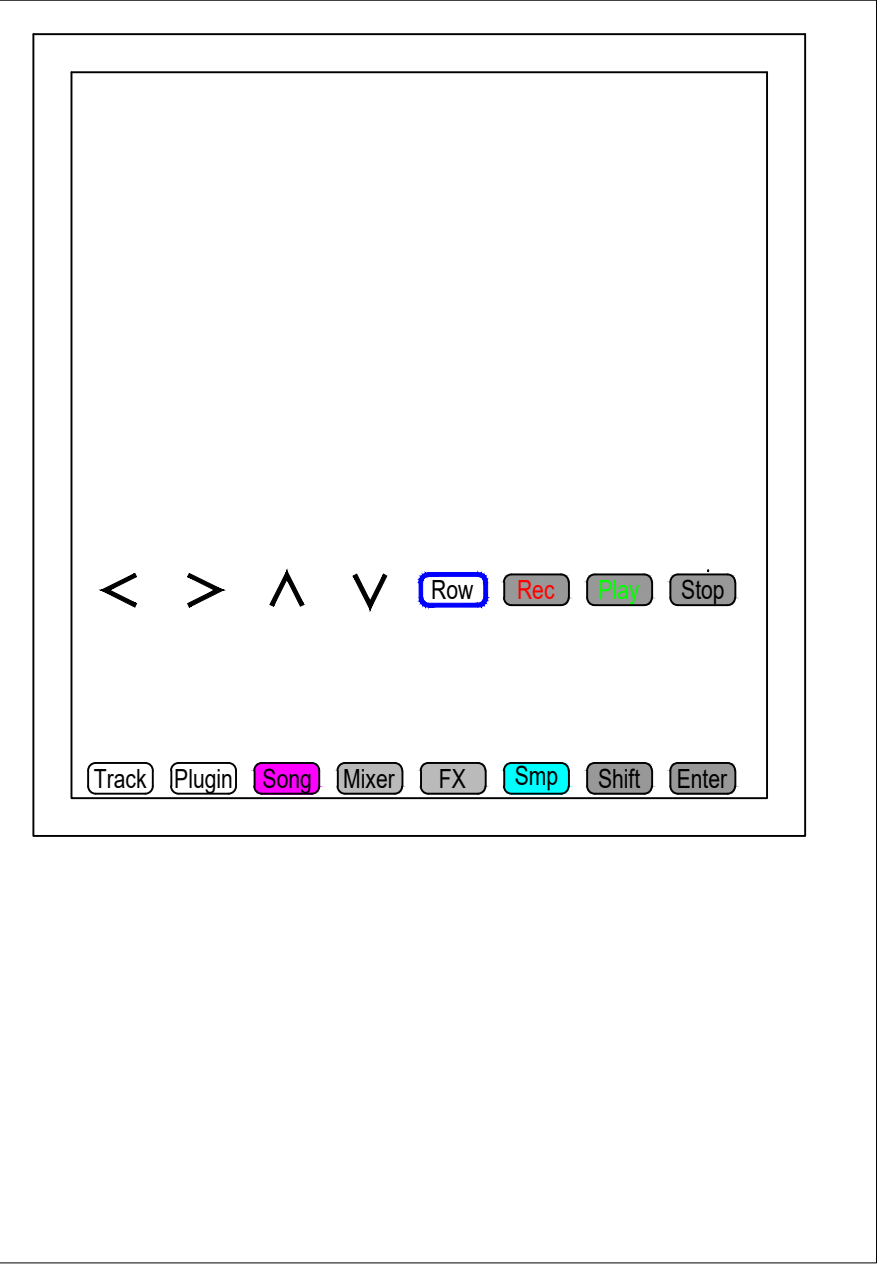 < > ∧ ∨ Row Rec Play Stop
Track Plugin Song Mixer FX Smp Shift Enter